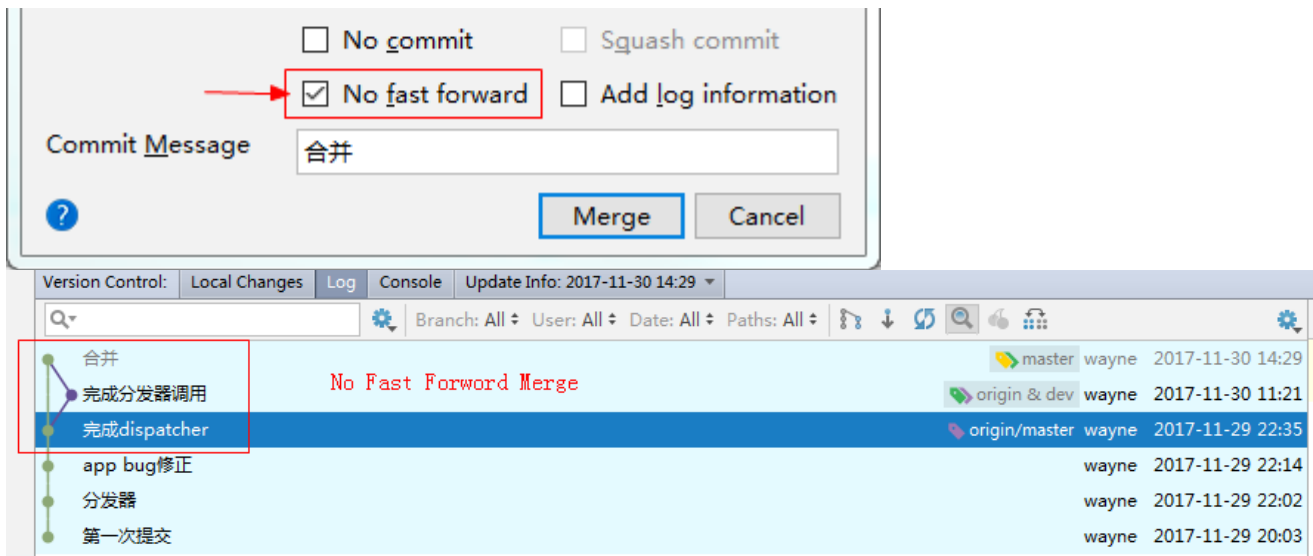 No commit Squash commit
No fast forward Add log information
Commit Message 合并
? Merge Cancel
Version Control: Local Changes Log Console Update Info: 2017-11-30 14:29
Branch: All User: All Date: All Paths: All
合并 master wayne 2017-11-30 14:29
完成分发器调用 No Fast Forword Merge origin & dev wayne 2017-11-30 11:21
完成dispatcher origin/master wayne 2017-11-29 22:35
app bug修正 wayne 2017-11-29 22:14
分发器 wayne 2017-11-29 22:02
第一次提交 wayne 2017-11-29 20:03